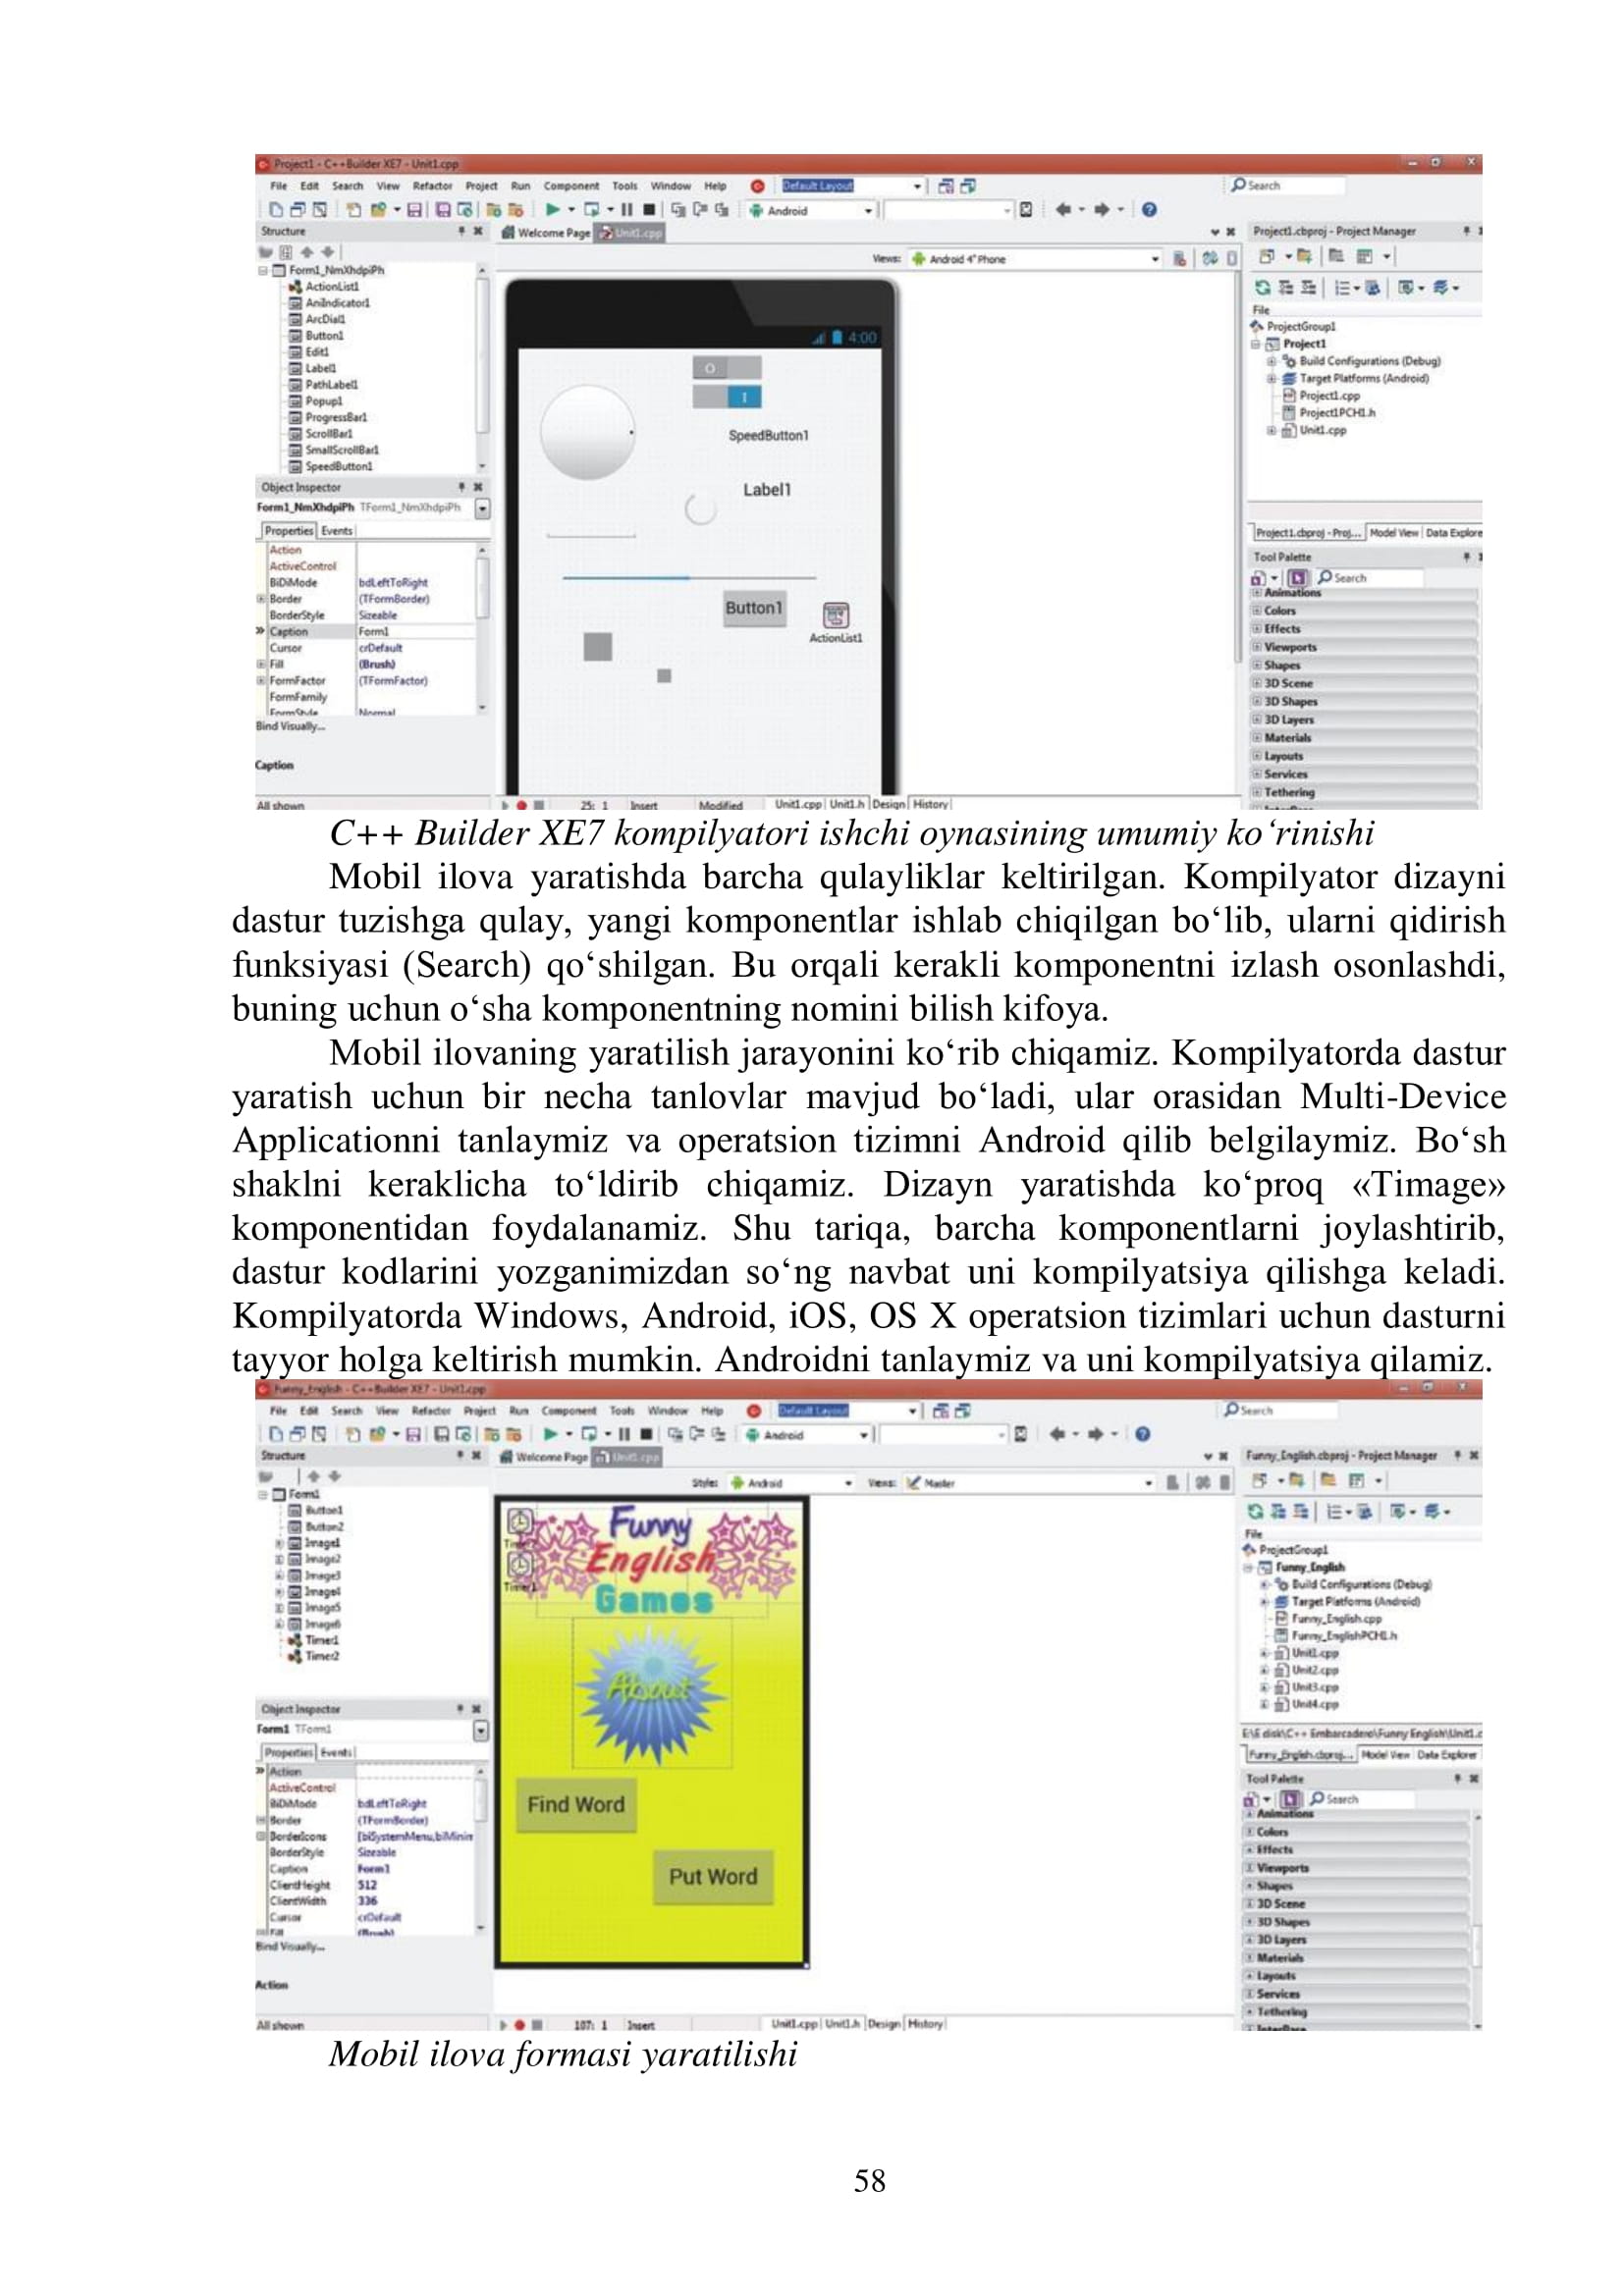 Project1 - C++Builder XE7 - Unit1.cpp
File Edit Search View Refactor Project Run Component Tools Window Help Default Layout Search
Android
Structure
Welcome Page Unit1.cpp
Project1.cbproj - Project Manager
Views: Android 4" Phone
Form1_NmXhdpiPh
ActionList1
AniIndicator1
ArcDial1
Button1
Edit1
Label1
PathLabel1
Popup1
ProgressBar1
ScrollBar1
SmallScrollBar1
SpeedButton1
Object Inspector
Form1_NmXhdpiPh TForm1_NmXhdpiPh
Properties Events
Action
ActiveControl
BiDiMode bdLeftToRight
Border (TFormBorder)
BorderStyle Sizeable
Caption Form1
Cursor crDefault
Fill (Brush)
FormFactor (TFormFactor)
FormFamily
FormStyle Normal
Bind Visually...
Caption
All shown
4:00
O
I
SpeedButton1
Label1
Button1
ActionList1
25: 1 Insert Modified Unit1.cpp Unit1.h Design History
File
ProjectGroup1
Project1
Build Configurations (Debug)
Target Platforms (Android)
Project1.cpp
Project1PCH1.h
Unit1.cpp
Project1.cbproj - Proj... Model View Data Explore
Tool Palette
Search
Animations
Colors
Effects
Viewports
Shapes
3D Scene
3D Shapes
3D Layers
Materials
Layouts
Services
Tethering
C++ Builder XE7 kompilyatori ishchi oynasining umumiy ko‘rinishi
Mobil ilova yaratishda barcha qulayliklar keltirilgan. Kompilyator dizayni
dastur tuzishga qulay, yangi komponentlar ishlab chiqilgan bo‘lib, ularni qidirish
funksiyasi (Search) qo‘shilgan. Bu orqali kerakli komponentni izlash osonlashdi,
buning uchun o‘sha komponentning nomini bilish kifoya.
Mobil ilovaning yaratilish jarayonini ko‘rib chiqamiz. Kompilyatorda dastur
yaratish uchun bir necha tanlovlar mavjud bo‘ladi, ular orasidan Multi-Device
Applicationni tanlaymiz va operatsion tizimni Android qilib belgilaymiz. Bo‘sh
shaklni keraklicha to‘ldirib chiqamiz. Dizayn yaratishda ko‘proq «Timage»
komponentidan foydalanamiz. Shu tariqa, barcha komponentlarni joylashtirib,
dastur kodlarini yozganimizdan so‘ng navbat uni kompilyatsiya qilishga keladi.
Kompilyatorda Windows, Android, iOS, OS X operatsion tizimlari uchun dasturni
tayyor holga keltirish mumkin. Androidni tanlaymiz va uni kompilyatsiya qilamiz.
Funny_English - C++Builder XE7 - Unit1.cpp
File Edit Search View Refactor Project Run Component Tools Window Help Default Layout Search
Android
Structure
Welcome Page Unit1.cpp
Funny_English.cbproj - Project Manager
Style: Android Views: Master
Form1
Button1
Button2
Image1
Image2
Image3
Image4
Image5
Image6
Timer1
Timer2
Object Inspector
Form1 TForm1
Properties Events
Action
ActiveControl
BiDiMode bdLeftToRight
Border (TFormBorder)
BorderIcons [biSystemMenu,biMinin
BorderStyle Sizeable
Caption Form1
ClientHeight 512
ClientWidth 336
Cursor crDefault
Fill (Brush)
Bind Visually...
Action
All shown
Funny
English
Games
About
Find Word
Put Word
107: 1 Insert Unit1.cpp Unit1.h Design History
File
ProjectGroup1
Funny_English
Build Configurations (Debug)
Target Platforms (Android)
Funny_English.cpp
Funny_EnglishPCH1.h
Unit1.cpp
Unit2.cpp
Unit3.cpp
Unit4.cpp
E:\E disk\C++ Embarcadero\Funny English\Unit1.c
Funny_English.cbproj... Model View Data Explorer
Tool Palette
Search
Animations
Colors
Effects
Viewports
Shapes
3D Scene
3D Shapes
3D Layers
Materials
Layouts
Services
Tethering
Mobil ilova formasi yaratilishi
58